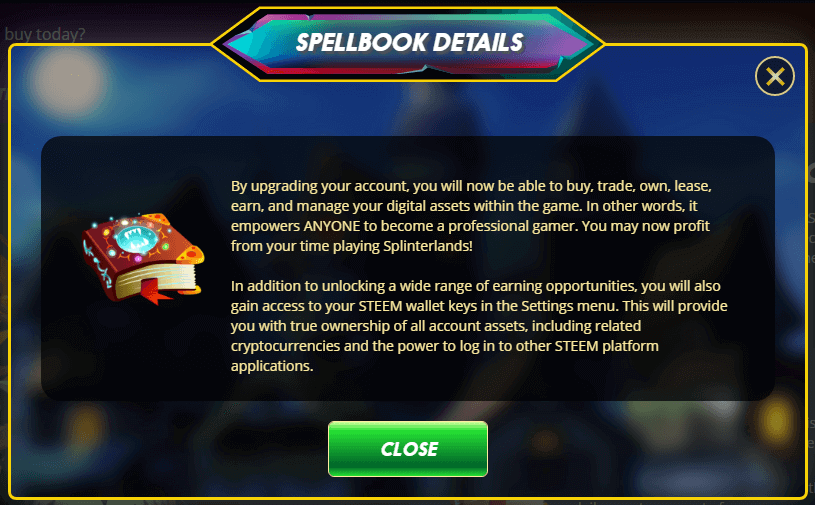 buy today?
SPELLBOOK DETAILS
By upgrading your account, you will now be able to buy, trade, own, lease,
earn, and manage your digital assets within the game. In other words, it
empowers ANYONE to become a professional gamer. You may now profit
from your time playing Splinterlands!
In addition to unlocking a wide range of earning opportunities, you will also
gain access to your STEEM wallet keys in the Settings menu. This will provide
you with true ownership of all account assets, including related
cryptocurrencies and the power to log in to other STEEM platform
applications.
CLOSE